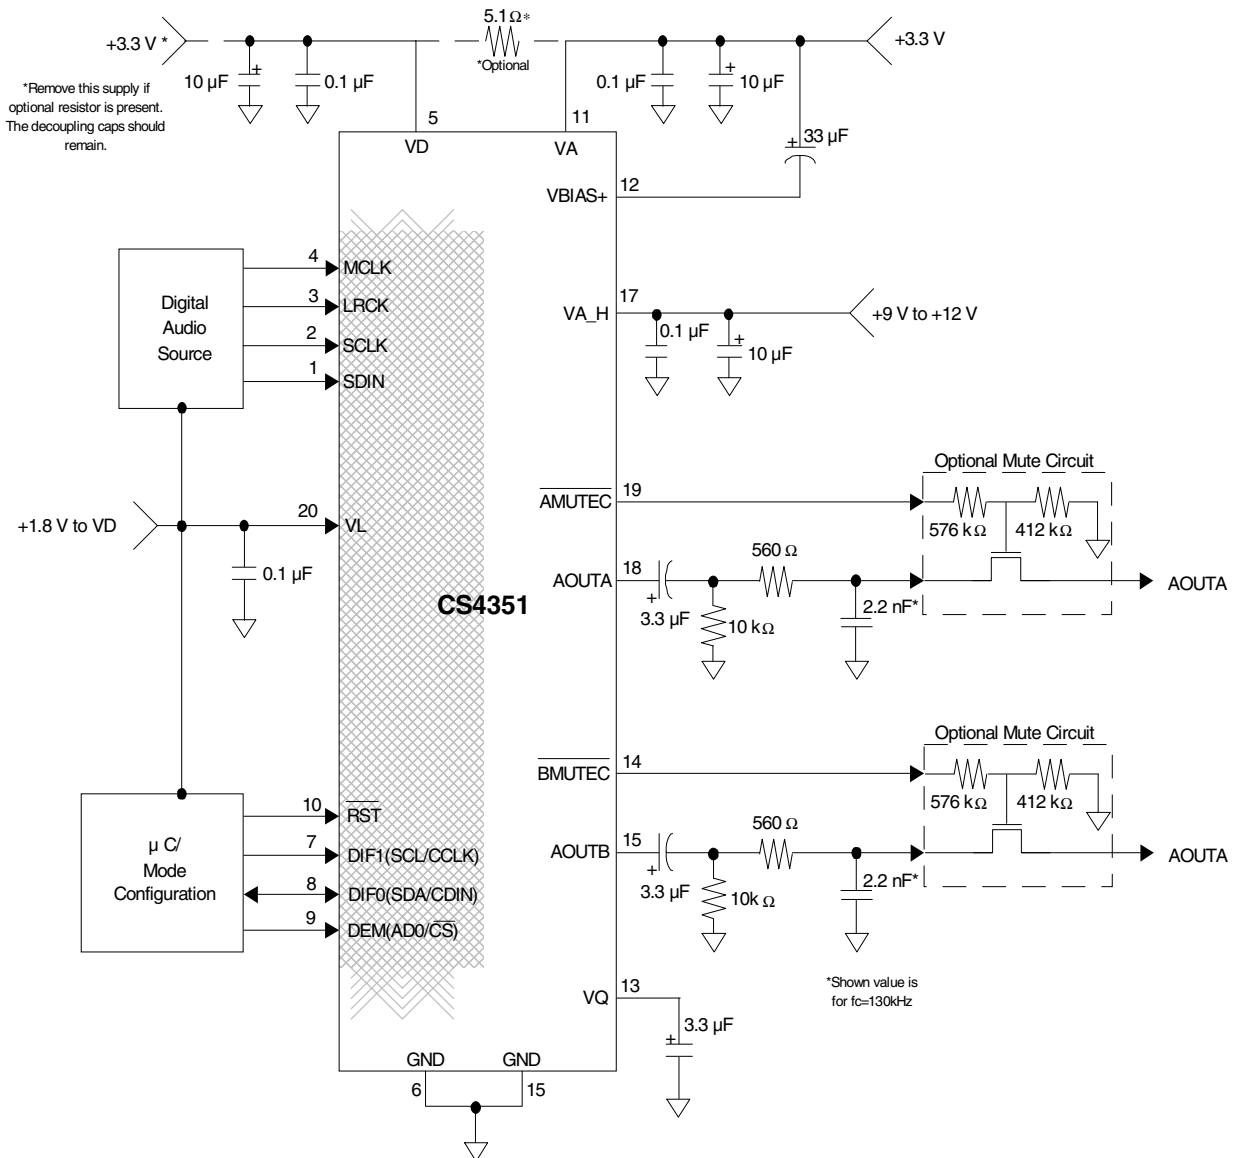 5.1 Ω*
+3.3 V *
+3.3 V
*Optional
10 µF
+
0.1 µF
0.1 µF
+
10 µF
*Remove this supply if
optional resistor is present.
The decoupling caps should
remain.
5
11
VD
VA
+
33 µF
VBIAS+
12
Digital
Audio
Source
4
MCLK
3
LRCK
2
SCLK
1
SDIN
VA_H
17
+9 V to +12 V
0.1 µF
+
10 µF
Optional Mute Circuit
AMUTEC
19
576 kΩ
412 kΩ
+1.8 V to VD
20
VL
0.1 µF
CS4351
AOUTA
18
+
3.3 µF
560 Ω
10 kΩ
2.2 nF*
AOUTA
Optional Mute Circuit
BMUTEC
14
576 kΩ
412 kΩ
AOUTB
15
+
3.3 µF
560 Ω
10k Ω
2.2 nF*
AOUTA
µ C/
Mode
Configuration
10
RST
7
DIF1(SCL/CCLK)
8
DIF0(SDA/CDIN)
9
DEM(AD0/CS)
*Shown value is
for fc=130kHz
VQ
13
+
3.3 µF
GND
GND
6
15